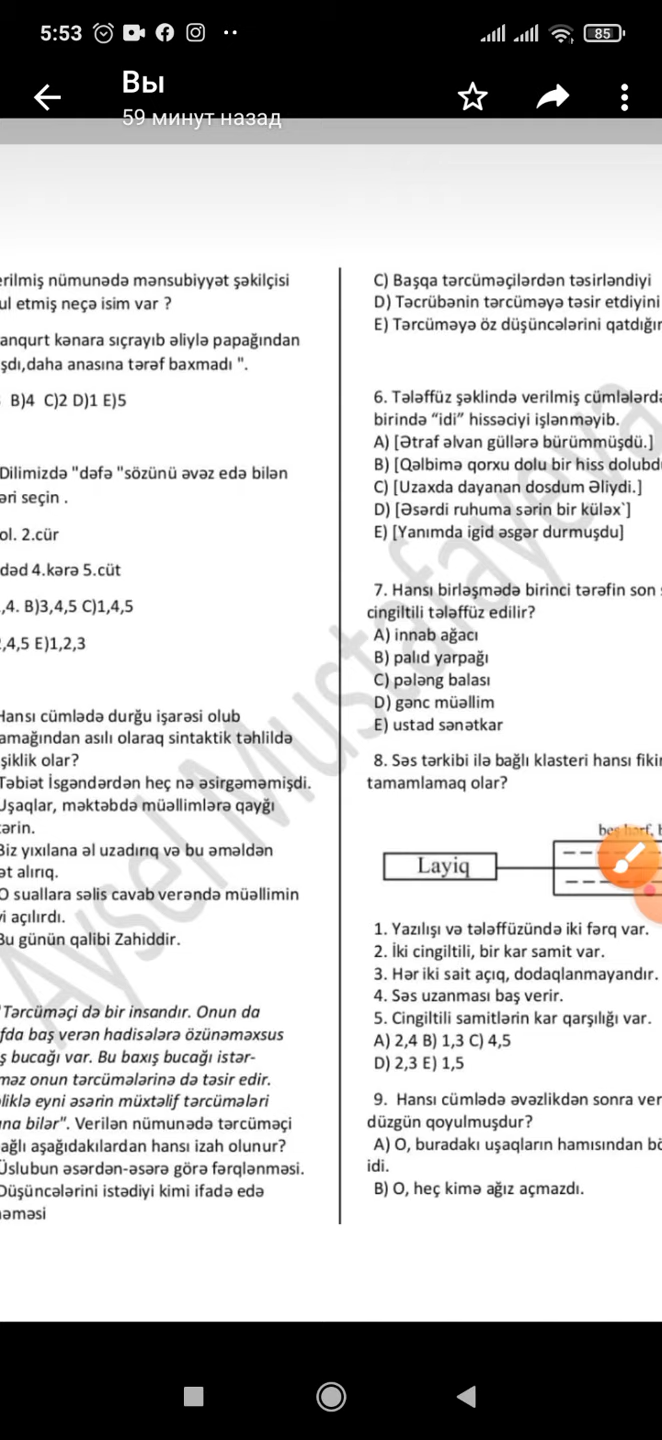 5:53
85
Вы
59 минут назад
erilmiş nümunədə mənsubiyyət şəkilçisi
ul etmiş neçə isim var ?
anqurt kənara sıçrayıb əliylə papağından
şdı,daha anasına tərəf baxmadı ".
B)4 C)2 D)1 E)5
Dilimizdə "dəfə "sözünü əvəz edə bilən
əri seçin .
ol. 2.cür
dəd 4.kərə 5.cüt
,4. B)3,4,5 C)1,4,5
,4,5 E)1,2,3
Hansı cümlədə durğu işarəsi olub
amağından asılı olaraq sintaktik təhlildə
şiklik olar?
Təbiət İsgəndərdən heç nə əsirgəməmişdi.
Uşaqlar, məktəbdə müəllimlərə qayğı
tərin.
Biz yıxılana əl uzadırıq və bu əməldən
ət alırıq.
O suallara səlis cavab verəndə müəllimin
yi açılırdı.
Bu günün qalibi Zahiddir.
"Tərcüməçi də bir insandır. Onun da
fda baş verən hadisələrə özünəməxsus
ş bucağı var. Bu baxış bucağı istər-
məz onun tərcümələrinə də təsir edir.
liklə eyni əsərin müxtəlif tərcümələri
ına bilər". Verilən nümunədə tərcüməçi
ağlı aşağıdakılardan hansı izah olunur?
Üslubun əsərdən-əsərə görə fərqlənməsi.
Düşüncələrini istədiyi kimi ifadə edə
əməsi
C) Başqa tərcüməçilərdən təsirləndiyi
D) Təcrübənin tərcüməyə təsir etdiyini
E) Tərcüməyə öz düşüncələrini qatdığır
6. Tələffüz şəklində verilmiş cümlələrdə
birində “idi” hissəciyi işlənməyib.
A) [Ətraf əlvan güllərə bürümmüşdü.]
B) [Qəlbimə qorxu dolu bir hiss dolubd
C) [Uzaxda dayanan dosdum Əliydi.]
D) [Əsərdi ruhuma sərin bir küləx`]
E) [Yanımda igid əsgər durmuşdu]
7. Hansı birləşmədə birinci tərəfin son s
cingiltili tələffüz edilir?
A) innab ağacı
B) palıd yarpağı
C) pələng balası
D) gənc müəllim
E) ustad sənətkar
8. Səs tərkibi ilə bağlı klasteri hansı fikir
tamamlamaq olar?
beş hərf, b
Layiq
1. Yazılışı və tələffüzündə iki fərq var.
2. İki cingiltili, bir kar samit var.
3. Hər iki sait açıq, dodaqlanmayandır.
4. Səs uzanması baş verir.
5. Cingiltili samitlərin kar qarşılığı var.
A) 2,4 B) 1,3 C) 4,5
D) 2,3 E) 1,5
9. Hansı cümlədə əvəzlikdən sonra ver
düzgün qoyulmuşdur?
A) O, buradakı uşaqların hamısından bö
idi.
B) O, heç kimə ağız açmazdı.
Aysel Mustafayeva